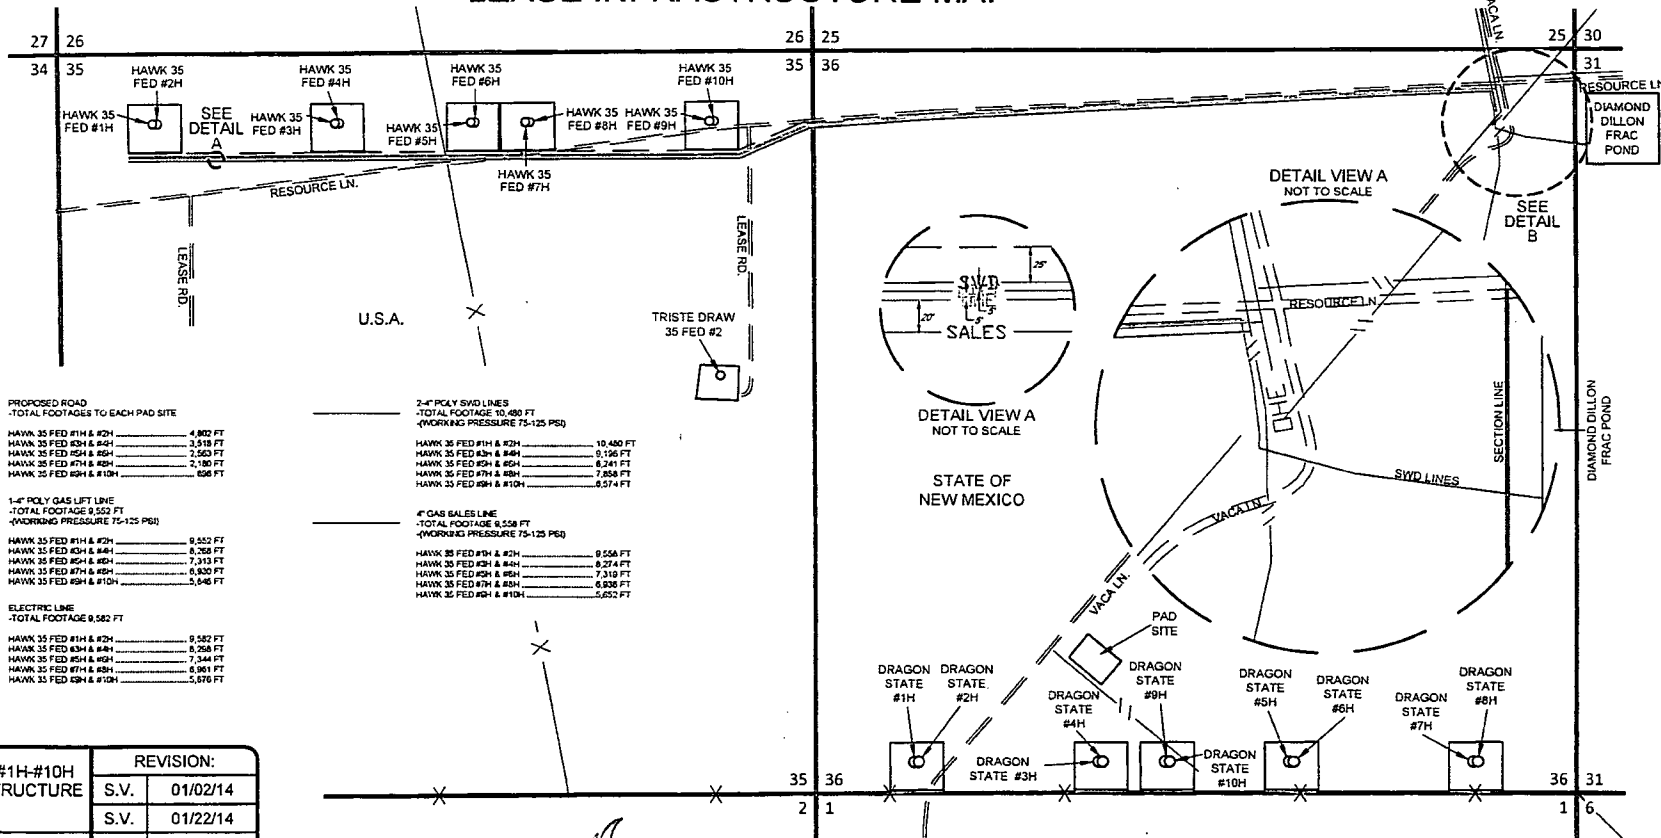 LEASE INFRASTRUCTURE MAP
27 26
34 35
26 25
35 36
25 30
31
HAWK 35
FED #2H
HAWK 35
FED #1H
SEE
DETAIL
A
HAWK 35
FED #4H
HAWK 35
FED #3H
HAWK 35
FED #6H
HAWK 35
FED #5H
HAWK 35
FED #8H
HAWK 35
FED #7H
HAWK 35
FED #10H
HAWK 35
FED #9H
RESOURCE LN.
LEASE RD.
LEASE RD.
U.S.A.
TRISTE DRAW
35 FED #2
VACA LN.
RESOURCE LN
DIAMOND
DILLON
FRAC
POND
SEE
DETAIL
B
DETAIL VIEW A
NOT TO SCALE
25'
SWD
LINE
5'
5'
20'
SALES
DETAIL VIEW A
NOT TO SCALE
STATE OF
NEW MEXICO
RESOURCE LN.
SECTION LINE
DIAMOND DILLON
FRAC POND
SWD LINES
VACA LN.
VACA LN.
PAD
SITE
PROPOSED ROAD
-TOTAL FOOTAGES TO EACH PAD SITE
HAWK 35 FED #1H & #2H 4,802 FT
HAWK 35 FED #3H & #4H 3,518 FT
HAWK 35 FED #5H & #6H 2,563 FT
HAWK 35 FED #7H & #8H 2,180 FT
HAWK 35 FED #9H & #10H 896 FT
1-4" POLY GAS LIFT LINE
-TOTAL FOOTAGE 9,552 FT
-(WORKING PRESSURE 75-125 PSI)
HAWK 35 FED #1H & #2H 9,552 FT
HAWK 35 FED #3H & #4H 8,268 FT
HAWK 35 FED #5H & #6H 7,313 FT
HAWK 35 FED #7H & #8H 6,930 FT
HAWK 35 FED #9H & #10H 5,646 FT
ELECTRIC LINE
-TOTAL FOOTAGE 9,582 FT
HAWK 35 FED #1H & #2H 9,582 FT
HAWK 35 FED #3H & #4H 8,298 FT
HAWK 35 FED #5H & #6H 7,344 FT
HAWK 35 FED #7H & #8H 6,961 FT
HAWK 35 FED #9H & #10H 5,676 FT
2-4" POLY SWD LINES
-TOTAL FOOTAGE 10,480 FT
-(WORKING PRESSURE 75-125 PSI)
HAWK 35 FED #1H & #2H 10,480 FT
HAWK 35 FED #3H & #4H 9,196 FT
HAWK 35 FED #5H & #6H 8,241 FT
HAWK 35 FED #7H & #8H 7,858 FT
HAWK 35 FED #9H & #10H 6,574 FT
4" GAS SALES LINE
-TOTAL FOOTAGE 9,558 FT
-(WORKING PRESSURE 75-125 PSI)
HAWK 35 FED #1H & #2H 9,558 FT
HAWK 35 FED #3H & #4H 8,274 FT
HAWK 35 FED #5H & #6H 7,319 FT
HAWK 35 FED #7H & #8H 6,936 FT
HAWK 35 FED #9H & #10H 5,652 FT
DRAGON
STATE
#1H
DRAGON
STATE
#2H
DRAGON
STATE #3H
DRAGON
STATE
#4H
DRAGON
STATE
#9H
DRAGON
STATE
#10H
DRAGON
STATE
#5H
DRAGON
STATE
#6H
DRAGON
STATE
#7H
DRAGON
STATE
#8H
35 36
2 1
36 31
1 6
#1H-#10H
REVISION:
S.V. 01/02/14
S.V. 01/22/14